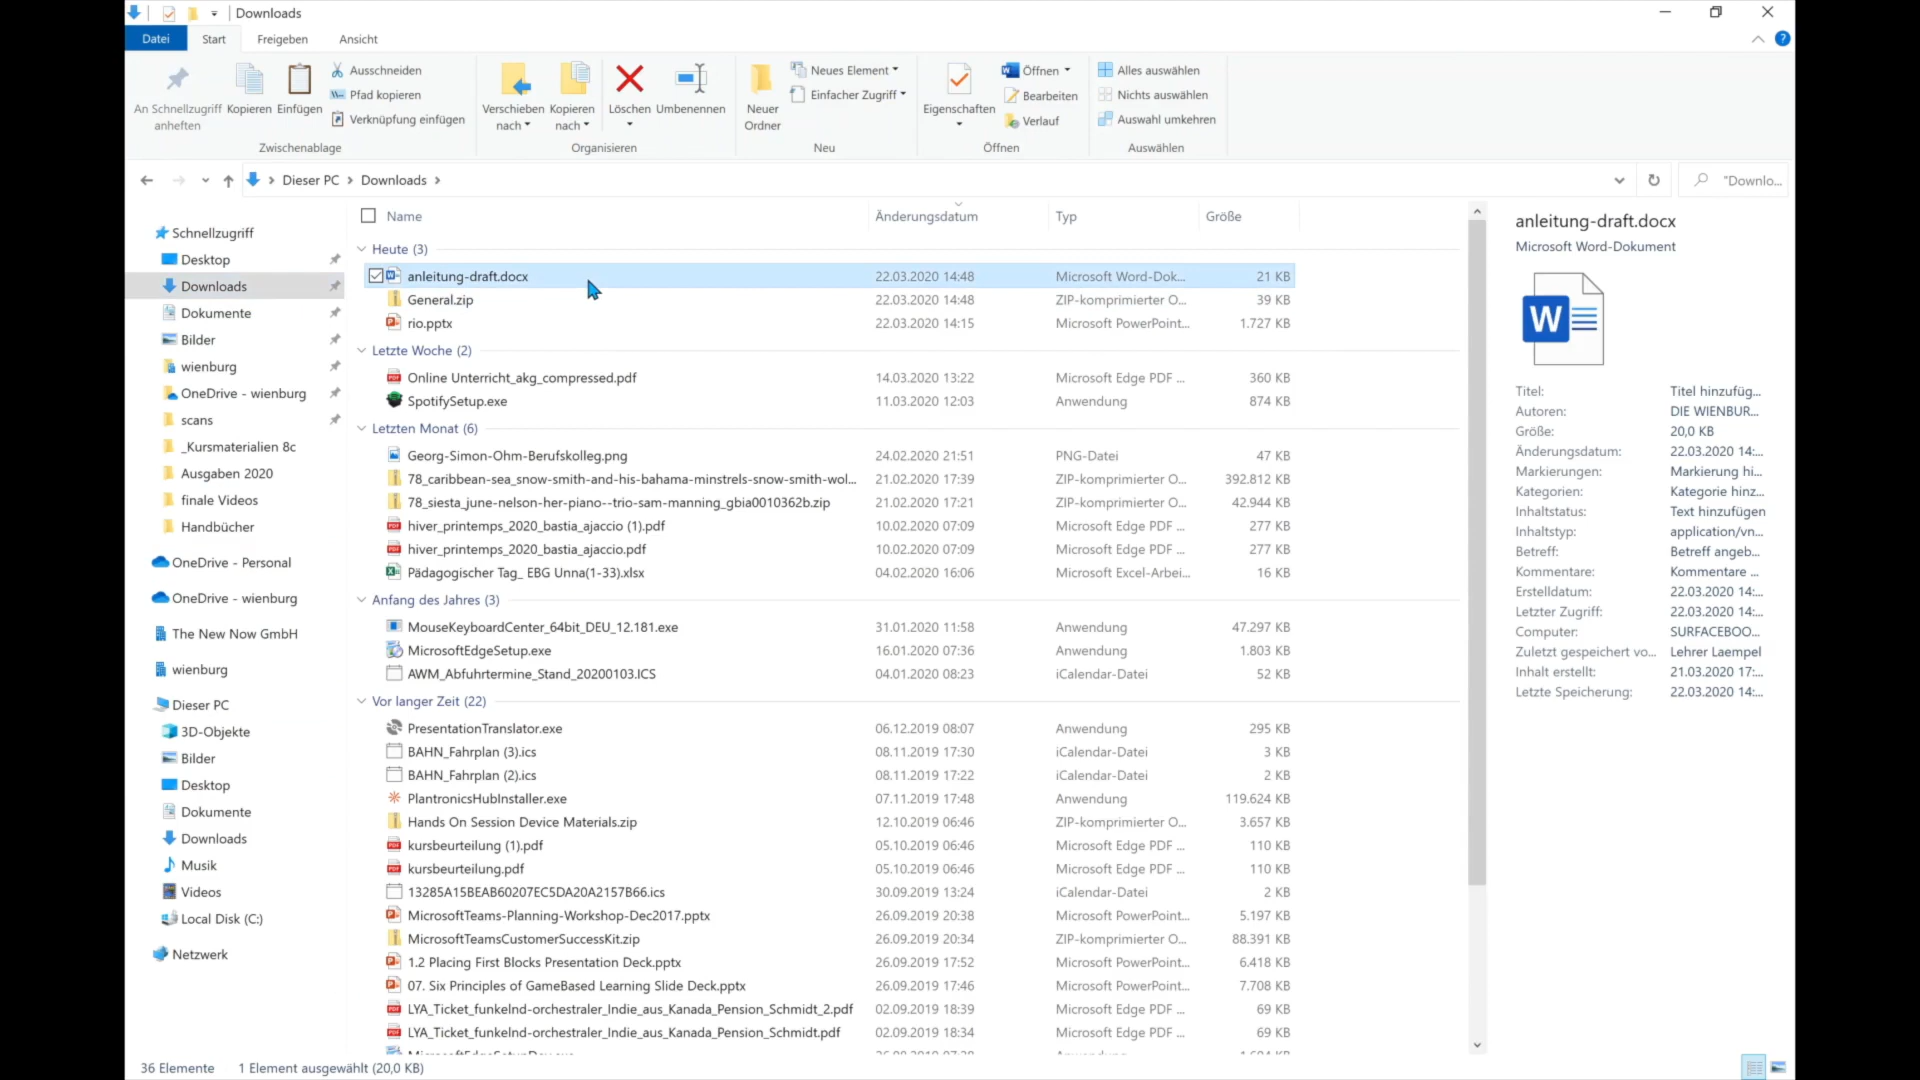 Downloads
Datei Start Freigeben Ansicht
An Schnellzugriff anheften
Kopieren
Einfügen
Ausschneiden
Pfad kopieren
Verknüpfung einfügen
Zwischenablage
Verschieben nach
Kopieren nach
Löschen
Umbenennen
Organisieren
Neuer Ordner
Neues Element
Einfacher Zugriff
Neu
Eigenschaften
Öffnen
Bearbeiten
Verlauf
Öffnen
Alles auswählen
Nichts auswählen
Auswahl umkehren
Auswählen
Dieser PC > Downloads >
"Downlo...
Schnellzugriff
Desktop
Downloads
Dokumente
Bilder
wienburg
OneDrive - wienburg
scans
_Kursmaterialien 8c
Ausgaben 2020
finale Videos
Handbücher
OneDrive - Personal
OneDrive - wienburg
The New Now GmbH
wienburg
Dieser PC
3D-Objekte
Bilder
Desktop
Dokumente
Downloads
Musik
Videos
Local Disk (C:)
Netzwerk
Name Änderungsdatum Typ Größe
Heute (3)
anleitung-draft.docx 22.03.2020 14:48 Microsoft Word-Dok... 21 KB
General.zip 22.03.2020 14:48 ZIP-komprimierter O... 39 KB
rio.pptx 22.03.2020 14:15 Microsoft PowerPoint... 1.727 KB
Letzte Woche (2)
Online Unterricht_akg_compressed.pdf 14.03.2020 13:22 Microsoft Edge PDF ... 360 KB
SpotifySetup.exe 11.03.2020 12:03 Anwendung 874 KB
Letzten Monat (6)
Georg-Simon-Ohm-Berufskolleg.png 24.02.2020 21:51 PNG-Datei 47 KB
78_caribbean-sea_snow-smith-and-his-bahama-minstrels-snow-smith-wol... 21.02.2020 17:39 ZIP-komprimierter O... 392.812 KB
78_siesta_june-nelson-her-piano--trio-sam-manning_gbia0010362b.zip 21.02.2020 17:21 ZIP-komprimierter O... 42.944 KB
hiver_printemps_2020_bastia_ajaccio (1).pdf 10.02.2020 07:09 Microsoft Edge PDF ... 277 KB
hiver_printemps_2020_bastia_ajaccio.pdf 10.02.2020 07:09 Microsoft Edge PDF ... 277 KB
Pädagogischer Tag_ EBG Unna(1-33).xlsx 04.02.2020 16:06 Microsoft Excel-Arbei... 16 KB
Anfang des Jahres (3)
MouseKeyboardCenter_64bit_DEU_12.181.exe 31.01.2020 11:58 Anwendung 47.297 KB
MicrosoftEdgeSetup.exe 16.01.2020 07:36 Anwendung 1.803 KB
AWM_Abfuhrtermine_Stand_20200103.ICS 04.01.2020 08:23 iCalendar-Datei 52 KB
Vor langer Zeit (22)
PresentationTranslator.exe 06.12.2019 08:07 Anwendung 295 KB
BAHN_Fahrplan (3).ics 08.11.2019 17:30 iCalendar-Datei 3 KB
BAHN_Fahrplan (2).ics 08.11.2019 17:22 iCalendar-Datei 2 KB
PlantronicsHubInstaller.exe 07.11.2019 17:48 Anwendung 119.624 KB
Hands On Session Device Materials.zip 12.10.2019 06:46 ZIP-komprimierter O... 3.657 KB
kursbeurteilung (1).pdf 05.10.2019 06:46 Microsoft Edge PDF ... 110 KB
kursbeurteilung.pdf 05.10.2019 06:46 Microsoft Edge PDF ... 110 KB
13285A15BEAB60207EC5DA20A2157B66.ics 30.09.2019 13:24 iCalendar-Datei 2 KB
MicrosoftTeams-Planning-Workshop-Dec2017.pptx 26.09.2019 20:38 Microsoft PowerPoint... 5.197 KB
MicrosoftTeamsCustomerSuccessKit.zip 26.09.2019 20:34 ZIP-komprimierter O... 88.391 KB
1.2 Placing First Blocks Presentation Deck.pptx 26.09.2019 17:52 Microsoft PowerPoint... 6.418 KB
07. Six Principles of GameBased Learning Slide Deck.pptx 26.09.2019 17:46 Microsoft PowerPoint... 7.708 KB
LYA_Ticket_funkelnd-orchestraler_Indie_aus_Kanada_Pension_Schmidt_2.pdf 02.09.2019 18:39 Microsoft Edge PDF ... 69 KB
LYA_Ticket_funkelnd-orchestraler_Indie_aus_Kanada_Pension_Schmidt.pdf 02.09.2019 18:34 Microsoft Edge PDF ... 69 KB
anleitung-draft.docx
Microsoft Word-Dokument
W
Titel: Titel hinzufüg...
Autoren: DIE WIENBUR...
Größe: 20,0 KB
Änderungsdatum: 22.03.2020 14:...
Markierungen: Markierung hi...
Kategorien: Kategorie hinz...
Inhaltsstatus: Text hinzufügen
Inhaltstyp: application/vn...
Betreff: Betreff angeb...
Kommentare: Kommentare ...
Erstelldatum: 22.03.2020 14:...
Letzter Zugriff: 22.03.2020 14:...
Computer: SURFACEBOO...
Zuletzt gespeichert vo... Lehrer Laempel
Inhalt erstellt: 21.03.2020 17:...
Letzte Speicherung: 22.03.2020 14:...
36 Elemente 1 Element ausgewählt (20,0 KB)